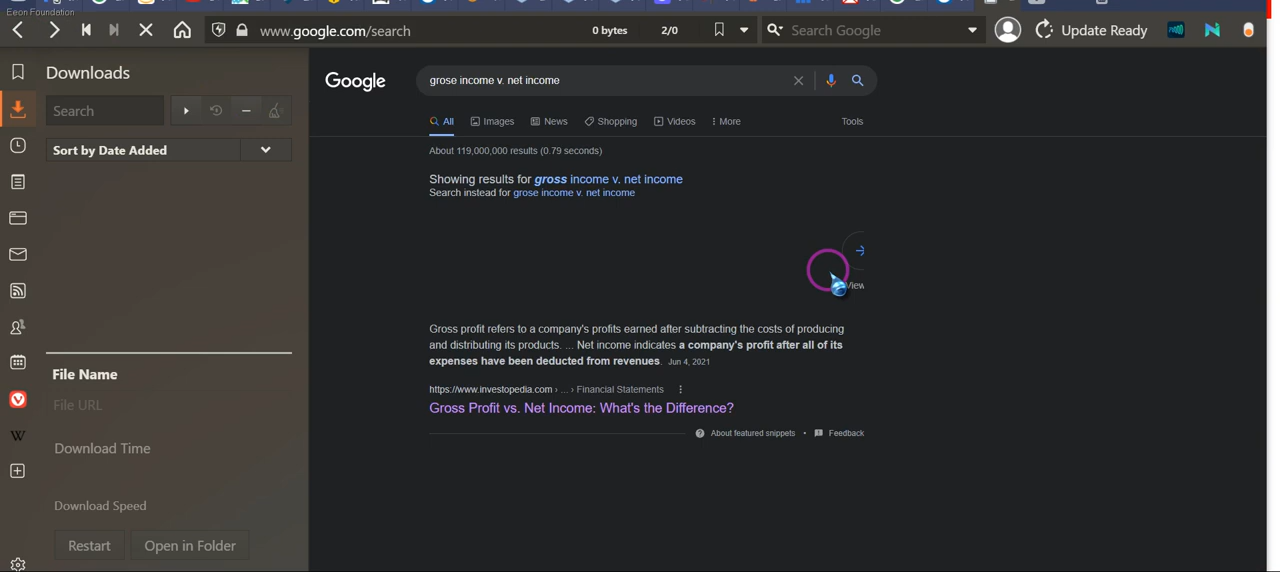 Eeon Foundation
www.google.com/search
0 bytes
2/0
Search Google
Update Ready
Downloads
Search
Sort by Date Added
File Name
File URL
Download Time
Download Speed
Restart
Open in Folder
Google
grose income v. net income
All
Images
News
Shopping
Videos
More
Tools
About 119,000,000 results (0.79 seconds)
Showing results for gross income v. net income
Search instead for grose income v. net income
View
Gross profit refers to a company's profits earned after subtracting the costs of producing
and distributing its products. ... Net income indicates a company's profit after all of its
expenses have been deducted from revenues. Jun 4, 2021
https://www.investopedia.com › ... › Financial Statements
Gross Profit vs. Net Income: What's the Difference?
About featured snippets • Feedback